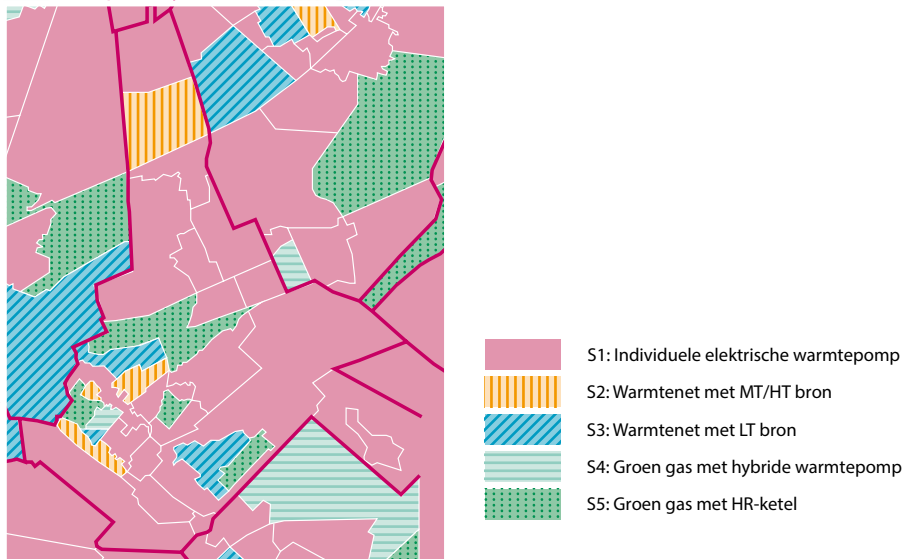 S1: Individuele elektrische warmtepomp
S2: Warmtenet met MT/HT bron
S3: Warmtenet met LT bron
S4: Groen gas met hybride warmtepomp
S5: Groen gas met HR-ketel